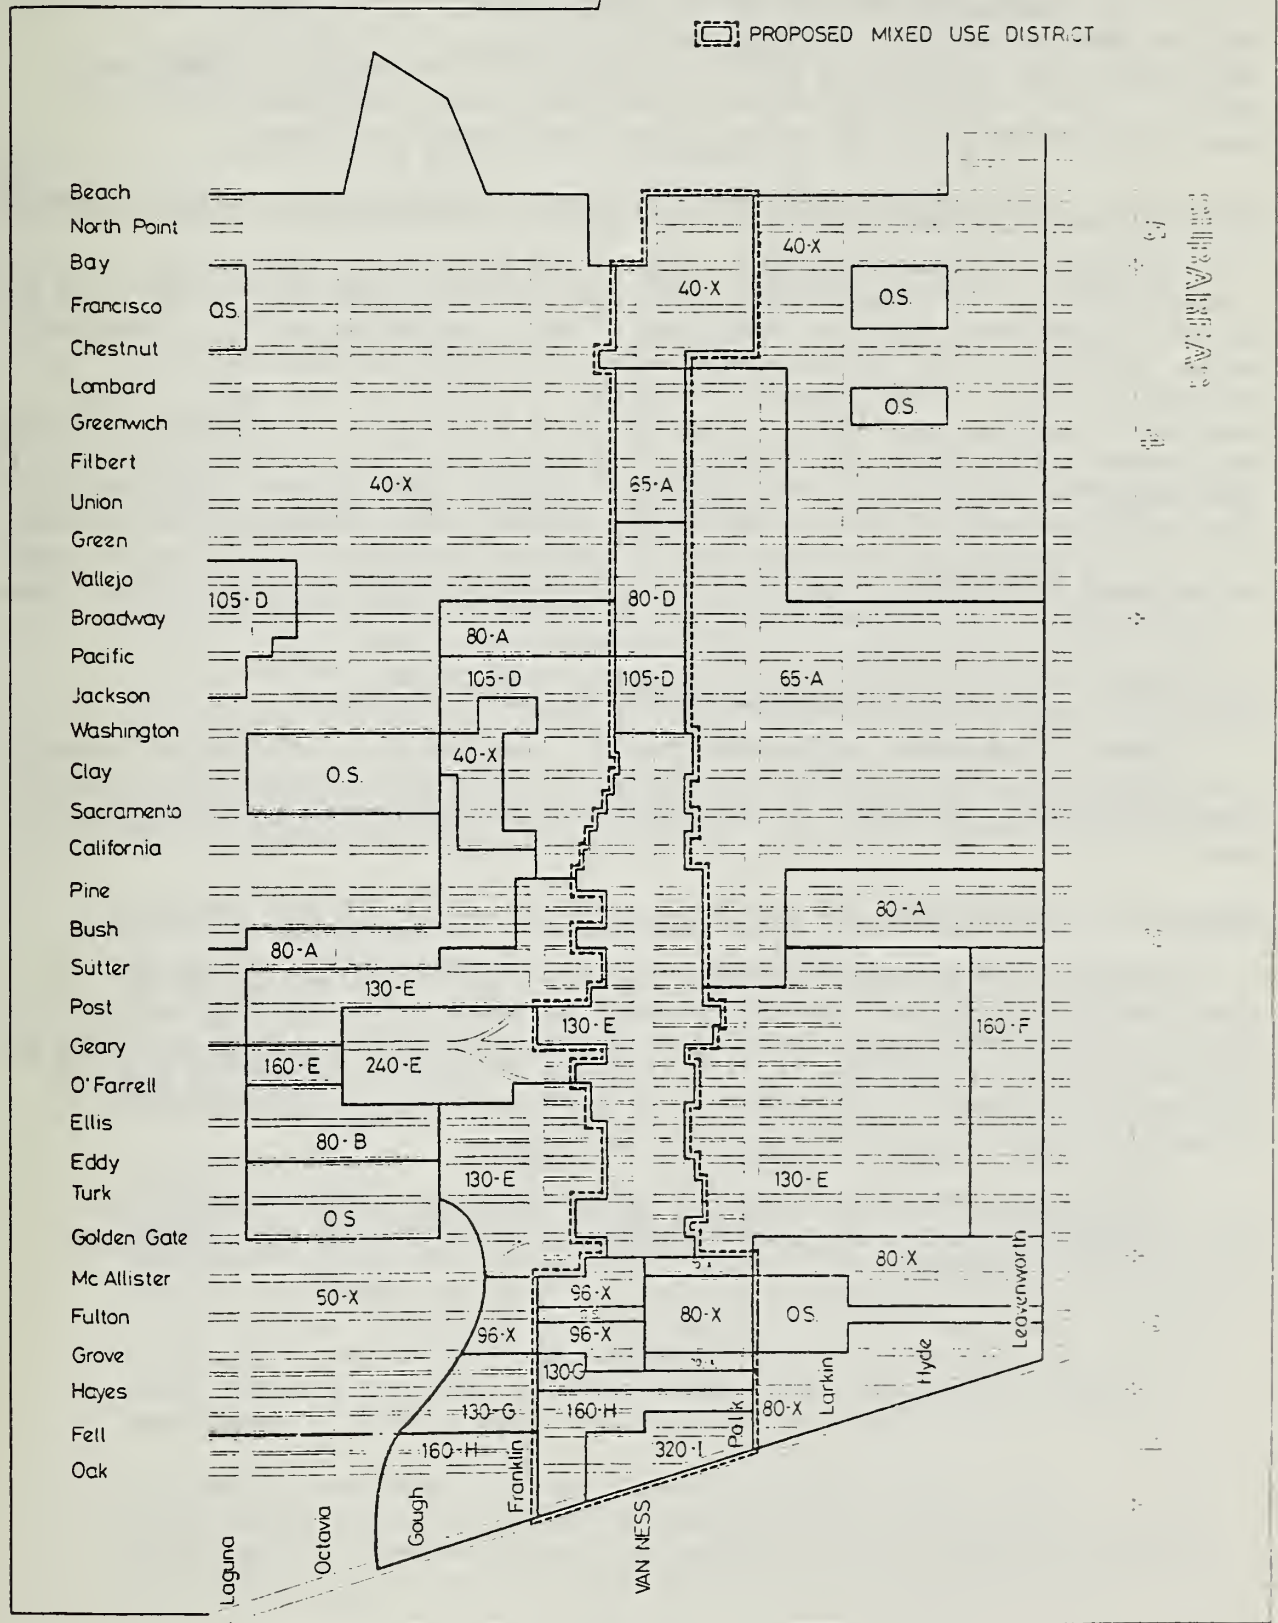 PROPOSED MIXED USE DISTRICT
Beach
North Point
40-X
Bay
40-X
O.S.
Francisco
O.S.
Chestnut
Lombard
O.S.
Greenwich
Filbert
40-X
65-A
Union
Green
Vallejo
105-D
80-D
Broadway
80-A
Pacific
105-D
105-D
65-A
Jackson
Washington
40-X
Clay
O.S.
Sacramento
California
Pine
80-A
Bush
80-A
Sutter
130-E
Post
130-E
160-F
Geary
160-E
240-E
O'Farrell
Ellis
80-B
Eddy
130-E
130-E
Turk
O S
Golden Gate
80-X
Mc Allister
50-X
96-X
Fulton
80-X
O.S.
96-X
96-X
Grove
130-G
Hayes
130-G
160-H
80-X
Fell
160-H
320-I
Oak
Laguna
Octavia
Gough
Franklin
VAN NESS
Polk
Larkin
Hyde
Leavenworth